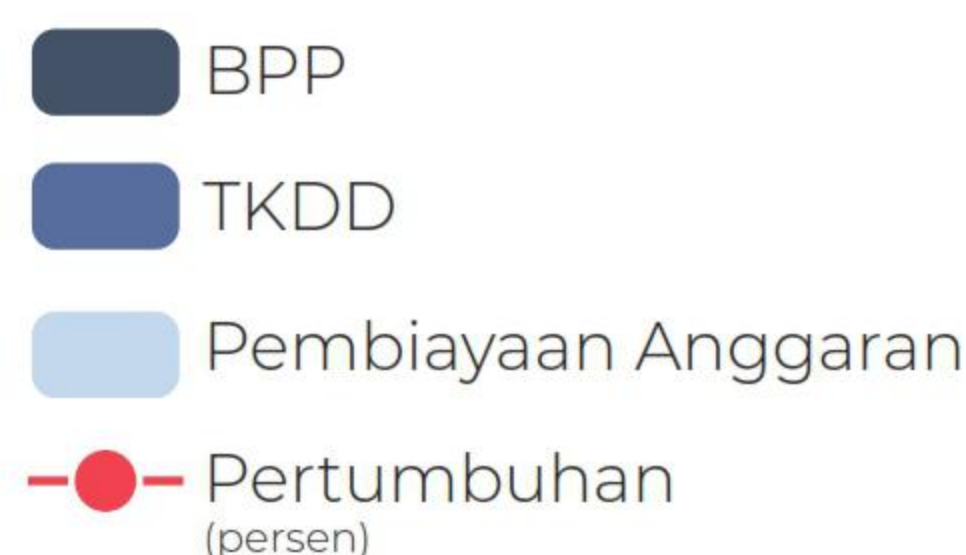 BPP
TKDD
Pembiayaan Anggaran
Pertumbuhan
(persen)